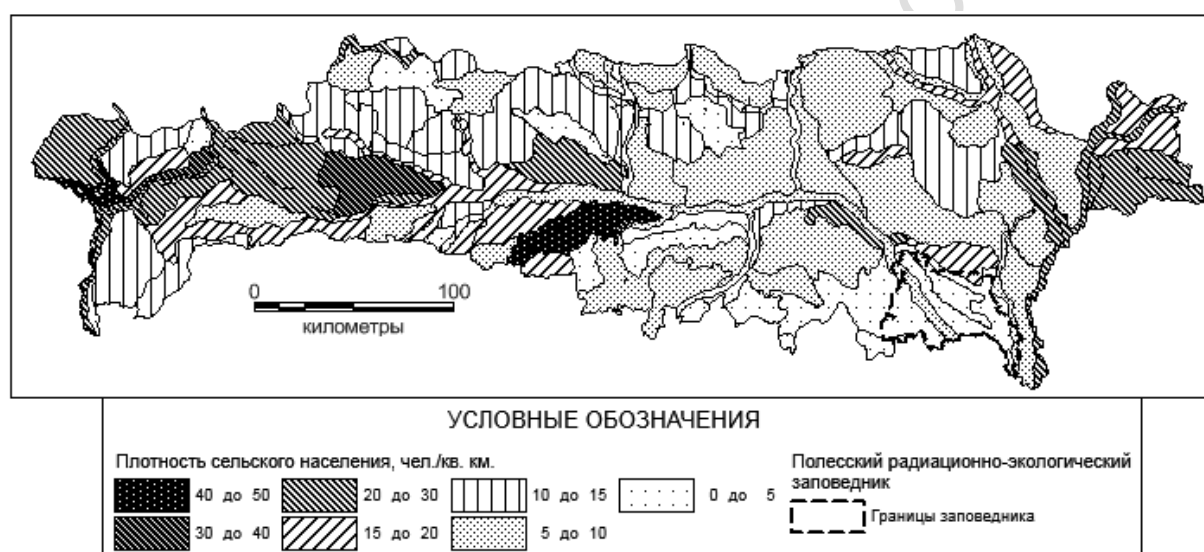 0 100
километры
УСЛОВНЫЕ ОБОЗНАЧЕНИЯ
Плотность сельского населения, чел./кв. км.
40 до 50
20 до 30
10 до 15
0 до 5
30 до 40
15 до 20
5 до 10
Полесский радиационно-экологический
заповедник
Границы заповедника